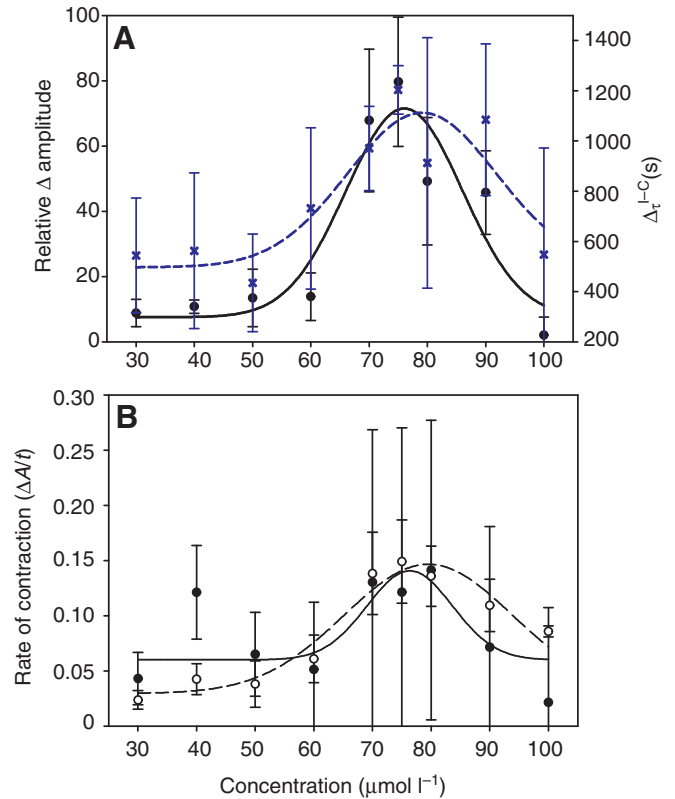 A
100
80
60
40
20
0
Relative Δ amplitude
1400
1200
1000
800
600
400
200
Δτ^I–C(s)
30 40 50 60 70 80 90 100
B
0.30
0.25
0.20
0.15
0.10
0.05
0
Rate of contraction (ΔA/t)
30 40 50 60 70 80 90 100
Concentration (μmol l⁻¹)